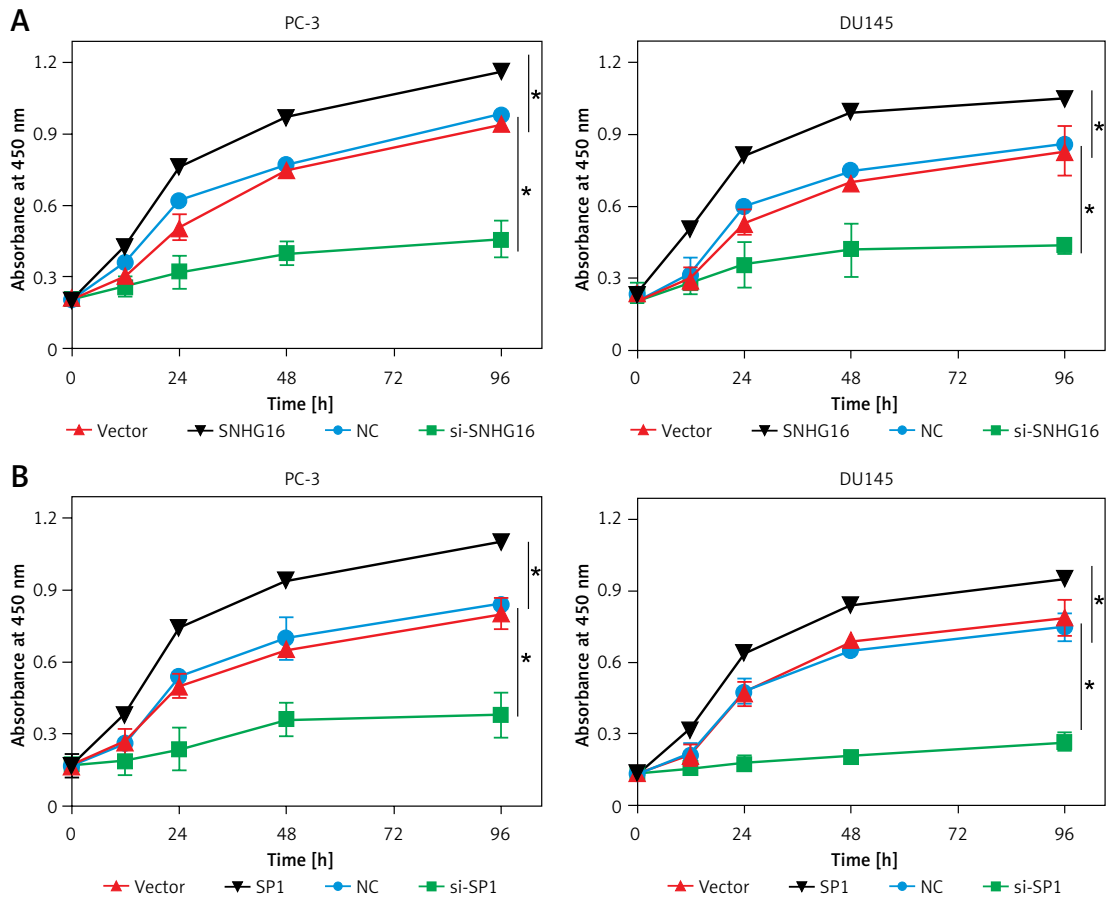 A
PC-3
Absorbance at 450 nm
1.2
0.9
0.6
0.3
0
*
*
0 24 48 72 96
Time [h]
Vector SNHG16 NC si-SNHG16
DU145
Absorbance at 450 nm
1.2
0.9
0.6
0.3
0
*
*
0 24 48 72 96
Time [h]
Vector SNHG16 NC si-SNHG16
B
PC-3
Absorbance at 450 nm
1.2
0.9
0.6
0.3
0
*
*
0 24 48 72 96
Time [h]
Vector SP1 NC si-SP1
DU145
Absorbance at 450 nm
1.2
0.9
0.6
0.3
0
*
*
0 24 48 72 96
Time [h]
Vector SP1 NC si-SP1